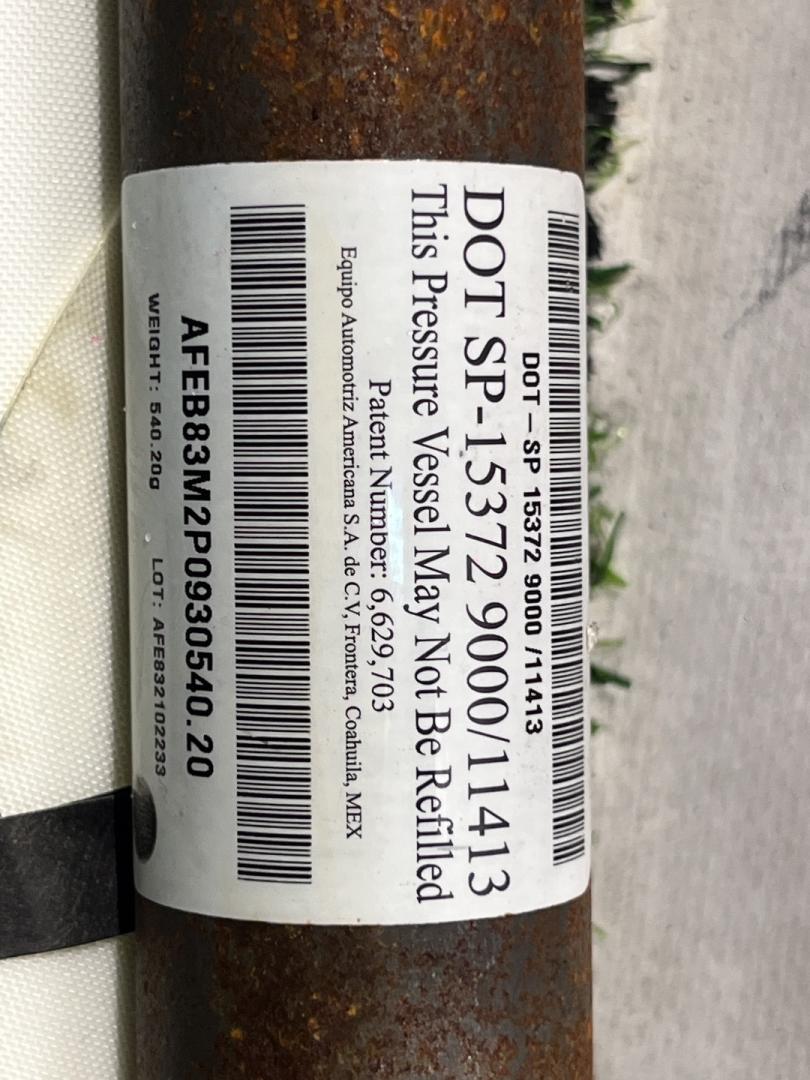 DOT-SP 15372 9000 /11413
DOT SP-15372 9000/11413
This Pressure Vessel May Not Be Refilled
Patent Number: 6,629,703
Equipo Automotriz Americana S.A. de C.V, Frontera, Coahuila, MEX
AFEB83M2P0930540.20
WEIGHT: 540.20g LOT: AFE832102233